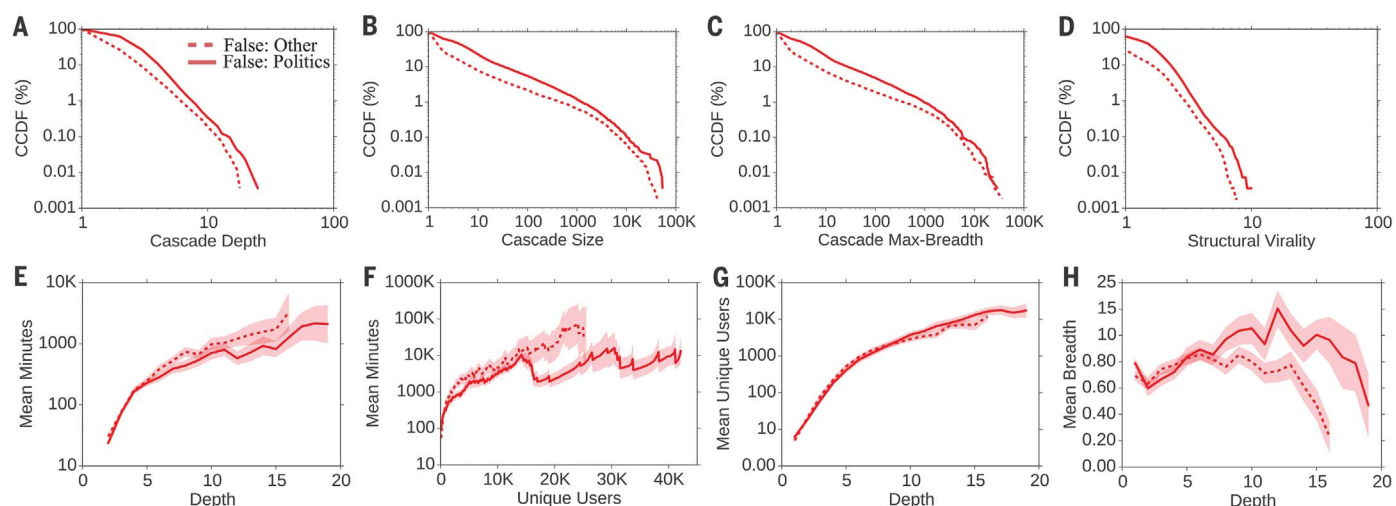 A
CCDF (%)
100
10
1
0.10
0.01
0.001
False: Other
False: Politics
1
10
100
Cascade Depth
B
CCDF (%)
100
10
1
0.10
0.01
0.001
1
10
100
1000
10K
100K
Cascade Size
C
CCDF (%)
100
10
1
0.10
0.01
0.001
1
10
100
1000
10K
100K
Cascade Max-Breadth
D
CCDF (%)
100
10
1
0.10
0.01
0.001
1
10
100
Structural Virality
E
Mean Minutes
10K
1000
100
10
0
5
10
15
20
Depth
F
Mean Minutes
1000K
100K
10K
1000
100
10
0
10K
20K
30K
40K
Unique Users
G
Mean Unique Users
100K
10K
1000
100
10
0.00
0
5
10
15
20
Depth
H
Mean Breadth
25
15
10
0.80
0.60
0.40
0.20
0.00
0
5
10
15
20
Depth